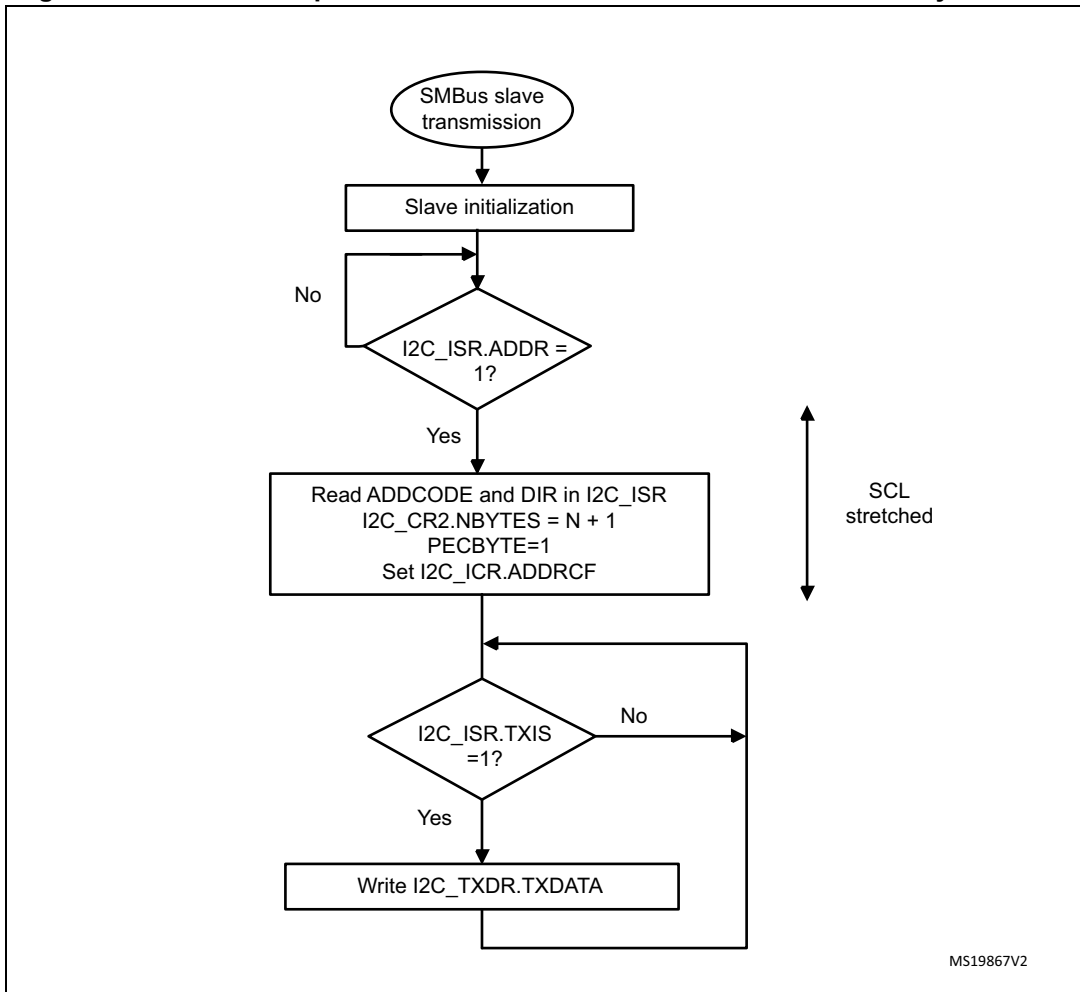 SMBus slave
transmission
Slave initialization
No
I2C_ISR.ADDR =
1?
Yes
Read ADDCODE and DIR in I2C_ISR
I2C_CR2.NBYTES = N + 1
PECBYTE=1
Set I2C_ICR.ADDRCF
SCL
stretched
I2C_ISR.TXIS
=1?
No
Yes
Write I2C_TXDR.TXDATA
MS19867V2